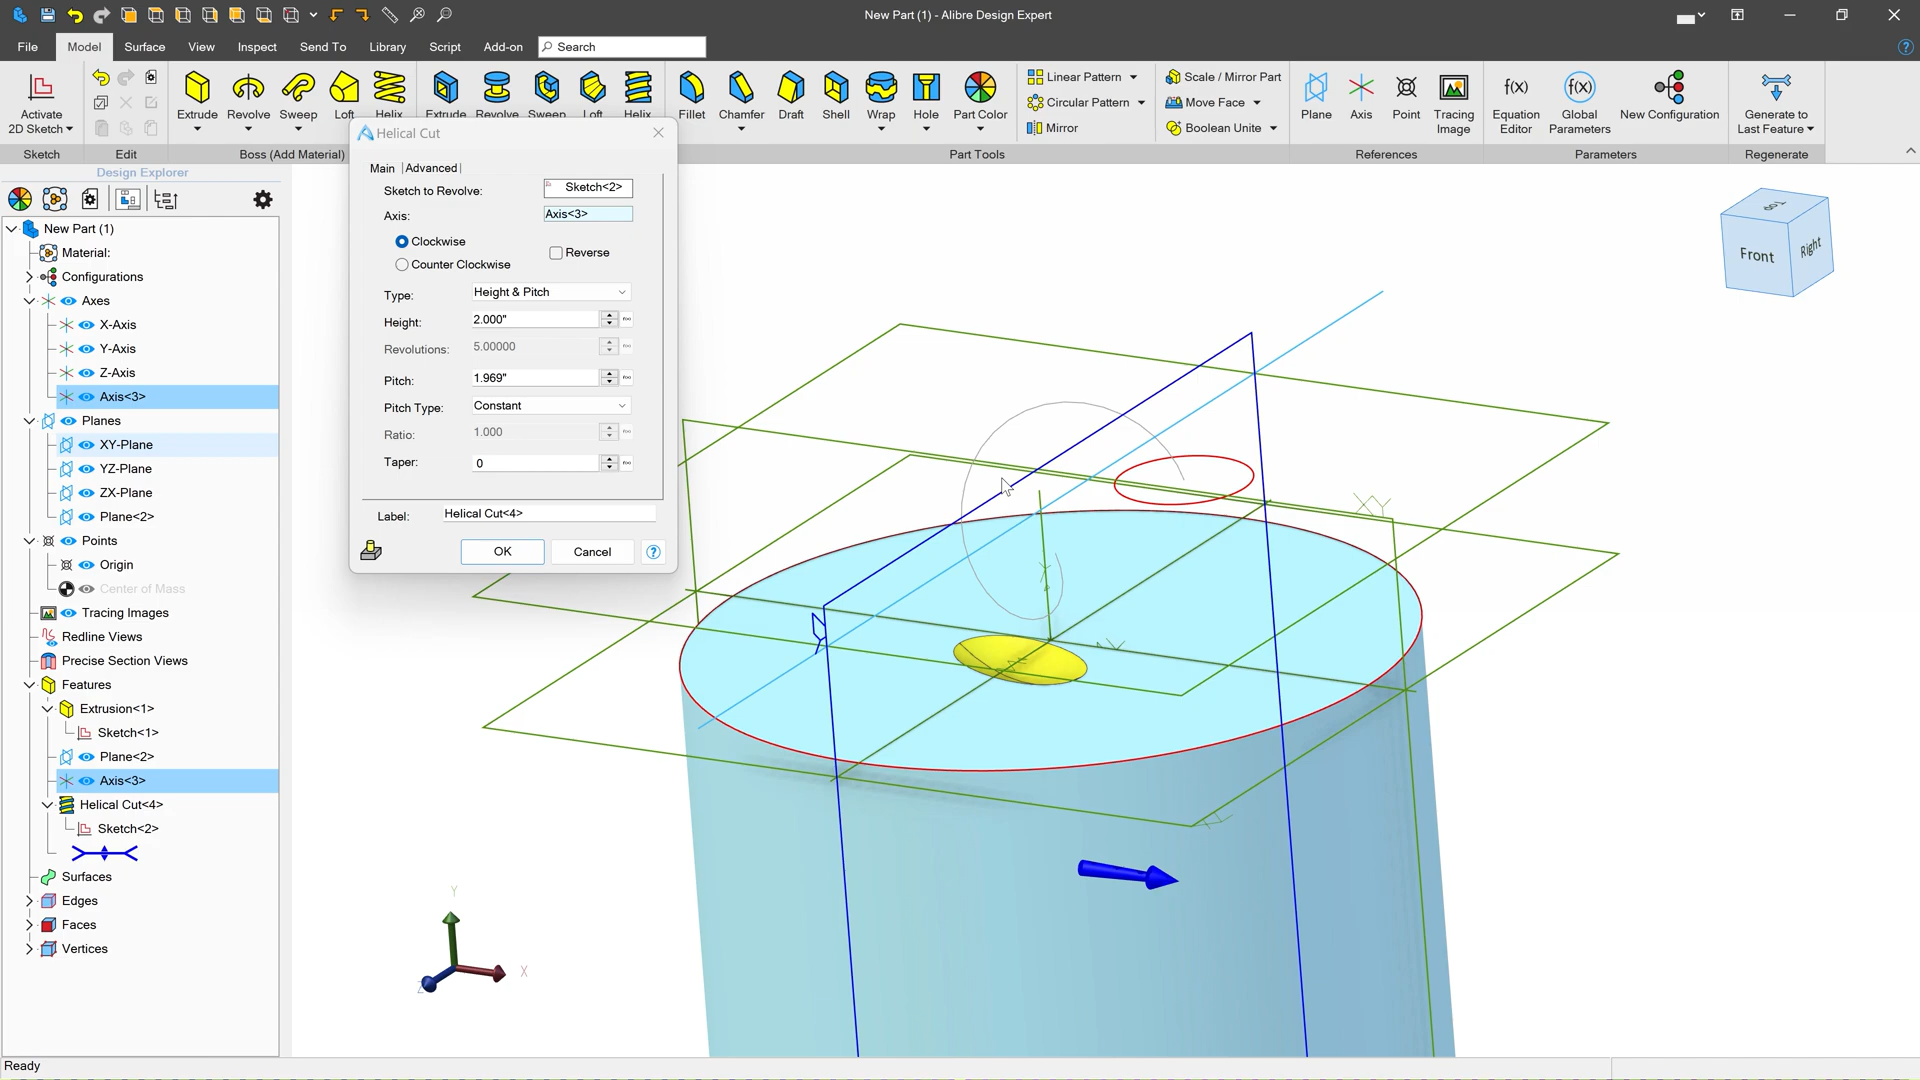 New Part (1) - Alibre Design Expert
File
Model
Surface
View
Inspect
Send To
Library
Script
Add-on
Search
Activate
2D Sketch
Extrude
Revolve
Sweep
Loft
Helix
Extrude
Revolve
Sweep
Loft
Helix
Fillet
Chamfer
Draft
Shell
Wrap
Hole
Part Color
Linear Pattern
Circular Pattern
Mirror
Scale / Mirror Part
Move Face
Boolean Unite
Plane
Axis
Point
Tracing
Image
f(x)
Equation
Editor
f(x)
Global
Parameters
New Configuration
Generate to
Last Feature
Sketch
Edit
Boss (Add Material)
Part Tools
References
Parameters
Regenerate
Design Explorer
New Part (1)
Material:
Configurations
Axes
X-Axis
Y-Axis
Z-Axis
Axis<3>
Planes
XY-Plane
YZ-Plane
ZX-Plane
Plane<2>
Points
Origin
Center of Mass
Tracing Images
Redline Views
Precise Section Views
Features
Extrusion<1>
Sketch<1>
Plane<2>
Axis<3>
Helical Cut<4>
Sketch<2>
Surfaces
Edges
Faces
Vertices
Helical Cut
Main
Advanced
Sketch to Revolve:
Sketch<2>
Axis:
Axis<3>
Clockwise
Counter Clockwise
Reverse
Type:
Height & Pitch
Height:
2.000"
Revolutions:
5.00000
Pitch:
1.969"
Pitch Type:
Constant
Ratio:
1.000
Taper:
0
Label:
Helical Cut<4>
OK
Cancel
?
Top
Front
Right
XY
Y
X
Z
Ready